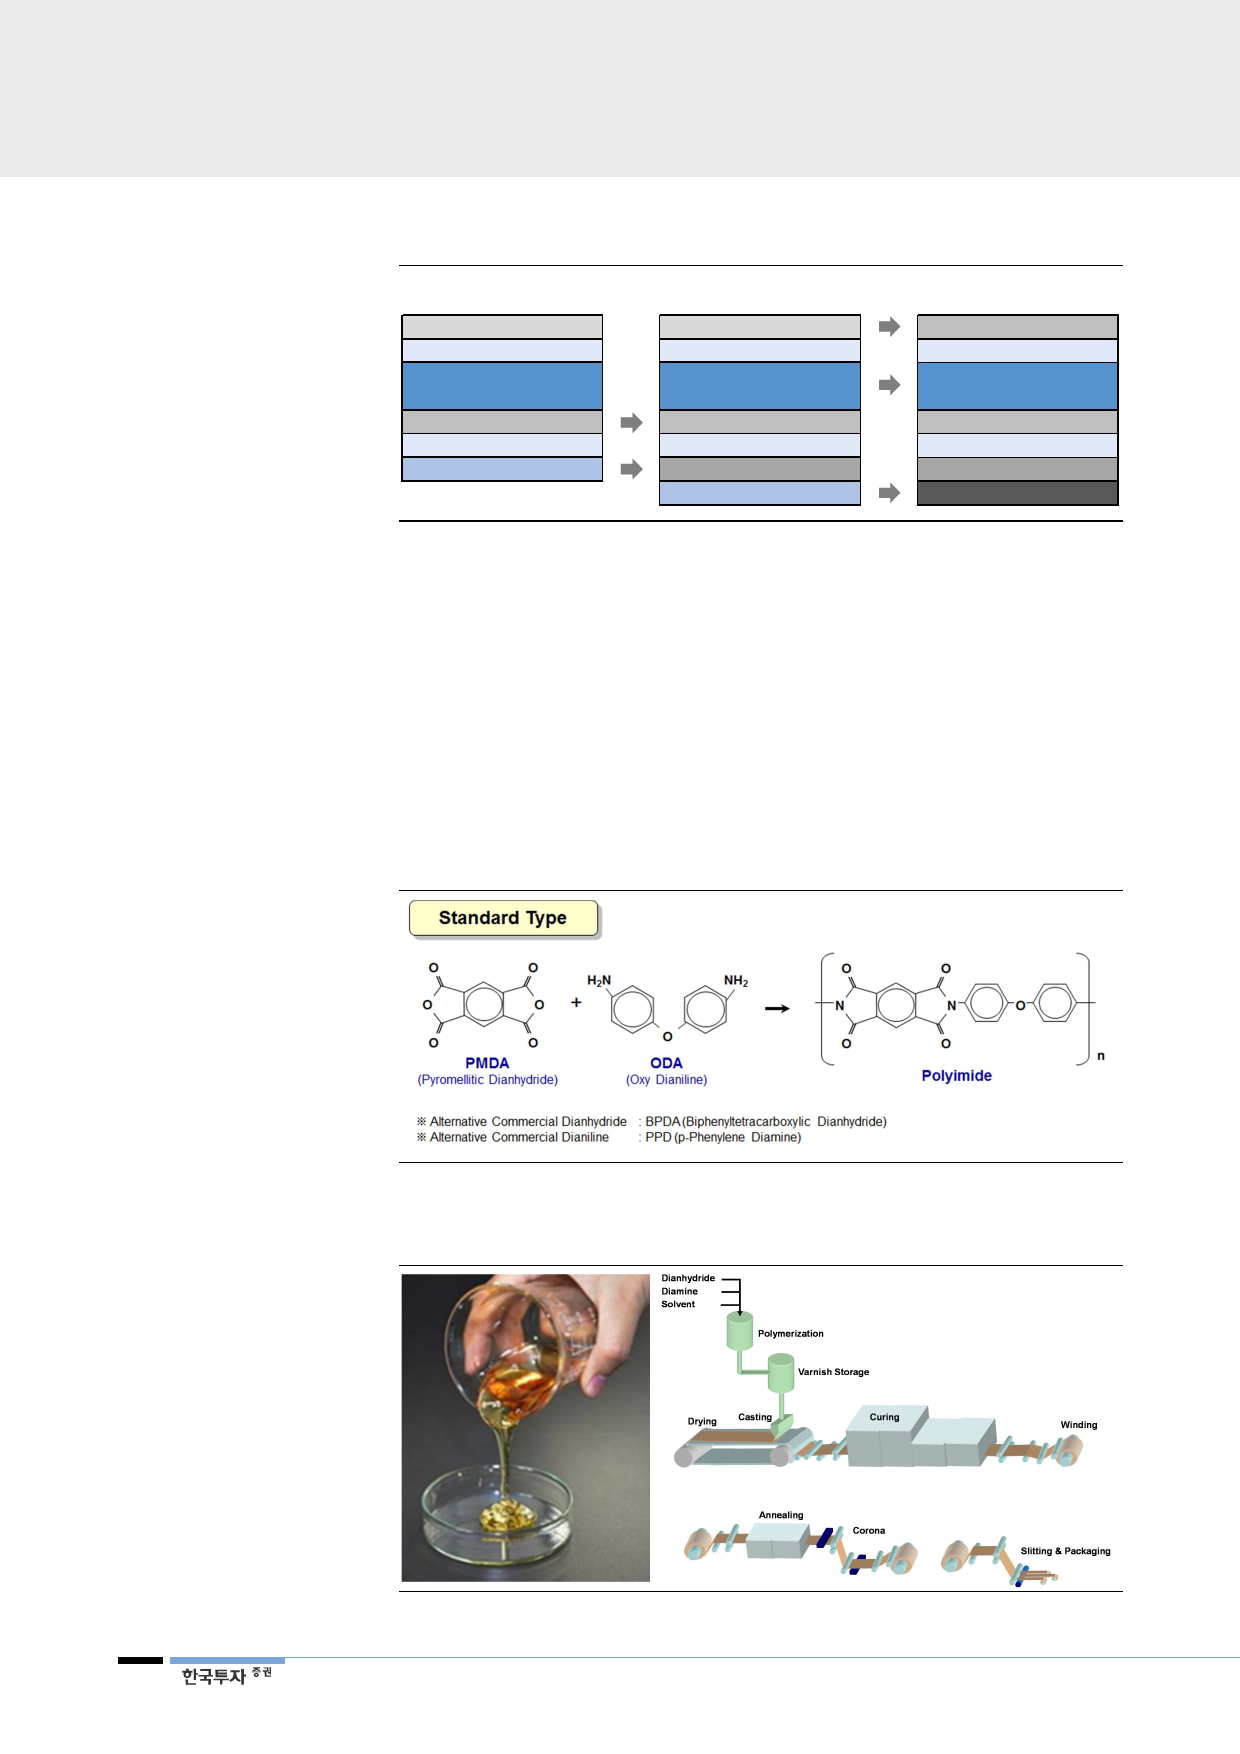 Standard Type
O O O O
H₂N NH₂
O O + → N N O
O O O O O n
PMDA ODA Polyimide
(Pyromellitic Dianhydride) (Oxy Dianiline)
※ Alternative Commercial Dianhydride : BPDA (Biphenyltetracarboxylic Dianhydride)
※ Alternative Commercial Dianiline : PPD (p-Phenylene Diamine)
Dianhydride
Diamine
Solvent
Polymerization
Varnish Storage
Drying Casting Curing Winding
Annealing
Corona
Slitting & Packaging
한국투자 증권